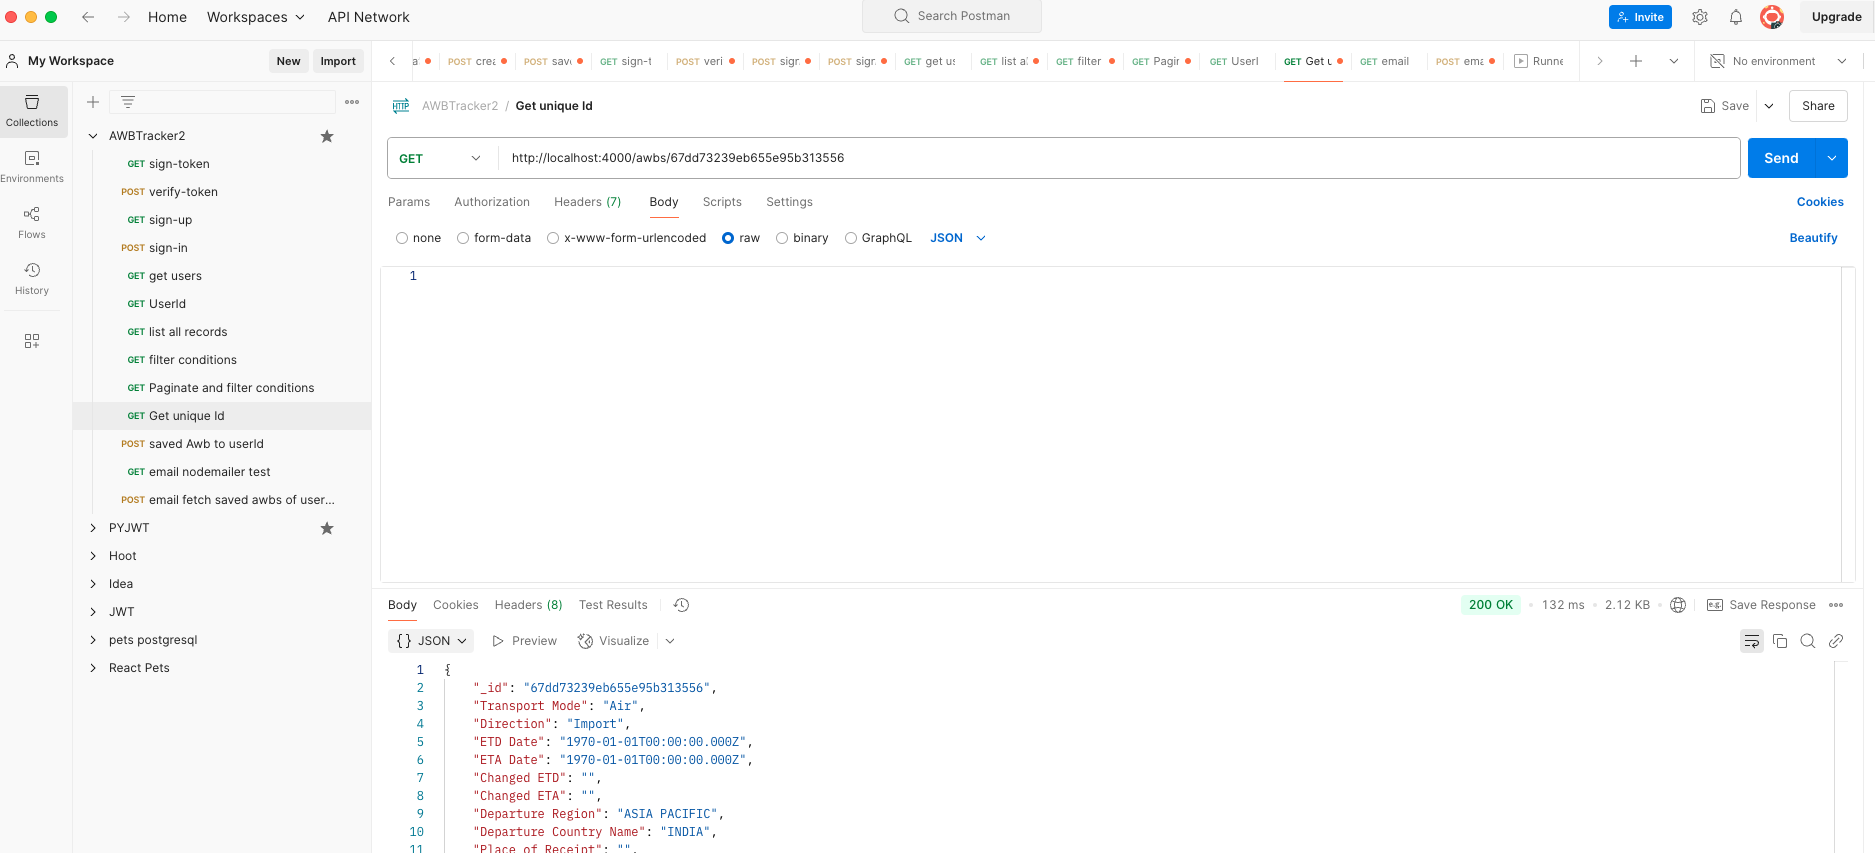 Home Workspaces API Network Search Postman Invite Upgrade
My Workspace New Import
POST crea POST save GET sign-t POST veri POST sign. POST sign. GET get us GET list a. GET filter GET Pagir GET UserI GET Get u GET email POST ema Runne No environment
Collections
Environments
Flows
History
AWBTracker2
GET sign-token
POST verify-token
GET sign-up
POST sign-in
GET get users
GET UserId
GET list all records
GET filter conditions
GET Paginate and filter conditions
GET Get unique Id
POST saved Awb to userId
GET email nodemailer test
POST email fetch saved awbs of user...
PYJWT
Hoot
Idea
JWT
pets postgresql
React Pets
HTTP AWBTracker2 / Get unique Id Save Share
GET http://localhost:4000/awbs/67dd73239eb655e95b313556 Send
Params Authorization Headers (7) Body Scripts Settings Cookies
none form-data x-www-form-urlencoded raw binary GraphQL JSON Beautify
1
Body Cookies Headers (8) Test Results 200 OK • 132 ms • 2.12 KB • e.g. Save Response
{} JSON Preview Visualize
1 {
2 "_id": "67dd73239eb655e95b313556",
3 "Transport Mode": "Air",
4 "Direction": "Import",
5 "ETD Date": "1970-01-01T00:00:00.000Z",
6 "ETA Date": "1970-01-01T00:00:00.000Z",
7 "Changed ETD": "",
8 "Changed ETA": "",
9 "Departure Region": "ASIA PACIFIC",
10 "Departure Country Name": "INDIA",
11 "Place of Receipt": "",